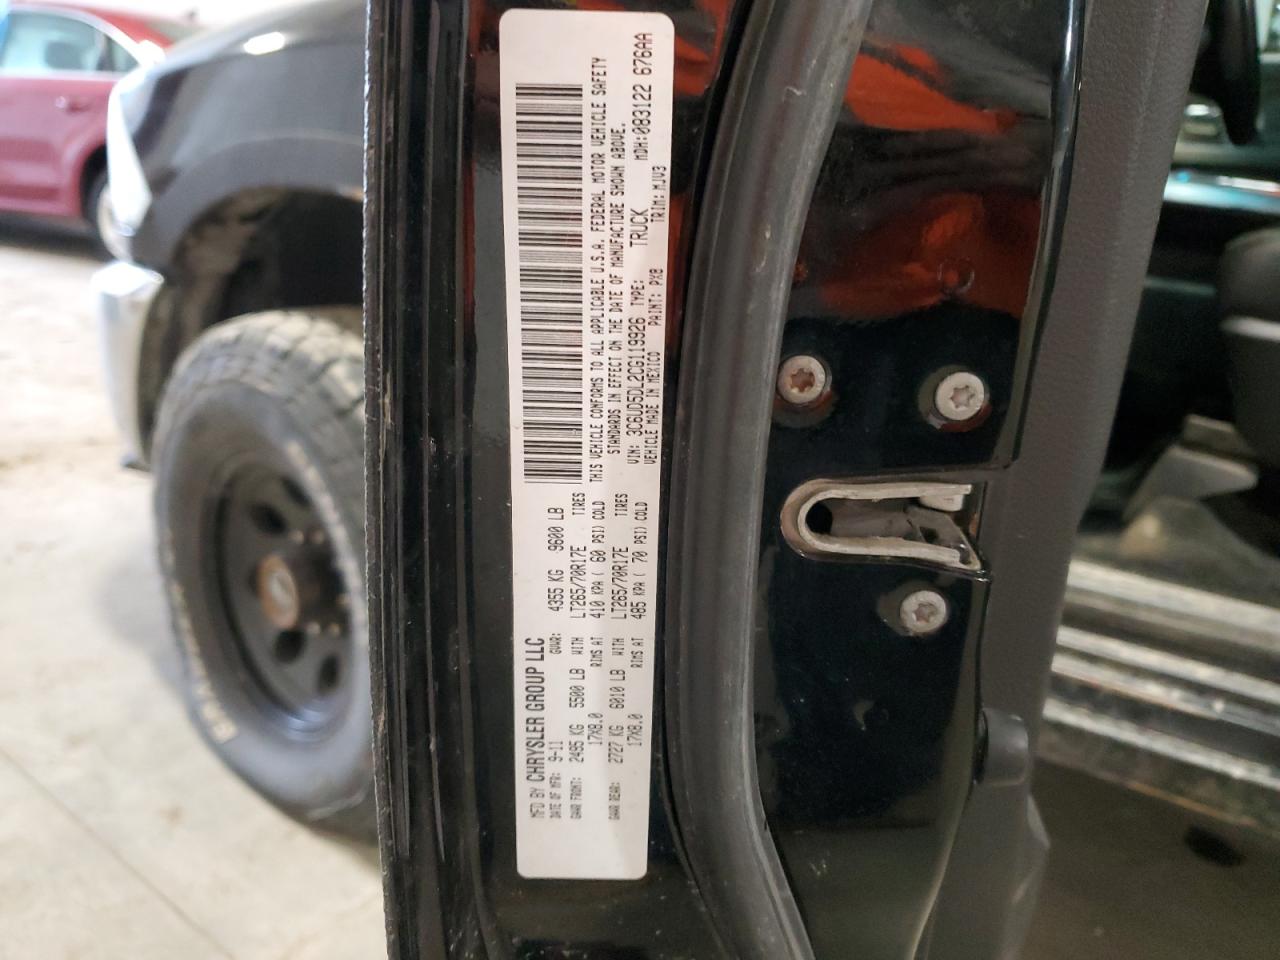 MFD BY CHRYSLER GROUP LLC
DATE OF MFR: 9-11 GVWR: 4355 KG 9600 LB
GAWR FRONT: 2495 KG 5500 LB WITH LT265/70R17E TIRES
17X8.0 RIMS AT 410 KPA( 60 PSI) COLD
GAWR REAR: 2727 KG 6010 LB WITH LT265/70R17E TIRES
17X8.0 RIMS AT 485 KPA( 70 PSI) COLD
THIS VEHICLE CONFORMS TO ALL APPLICABLE U.S.A. FEDERAL MOTOR VEHICLE SAFETY
STANDARDS IN EFFECT ON THE DATE OF MANUFACTURE SHOWN ABOVE.
VIN: 3C6UD5DL2CG119926 TYPE: TRUCK MDH:083122 676AA
VEHICLE MADE IN MEXICO PAINT: PX8 TRIM: MJV3